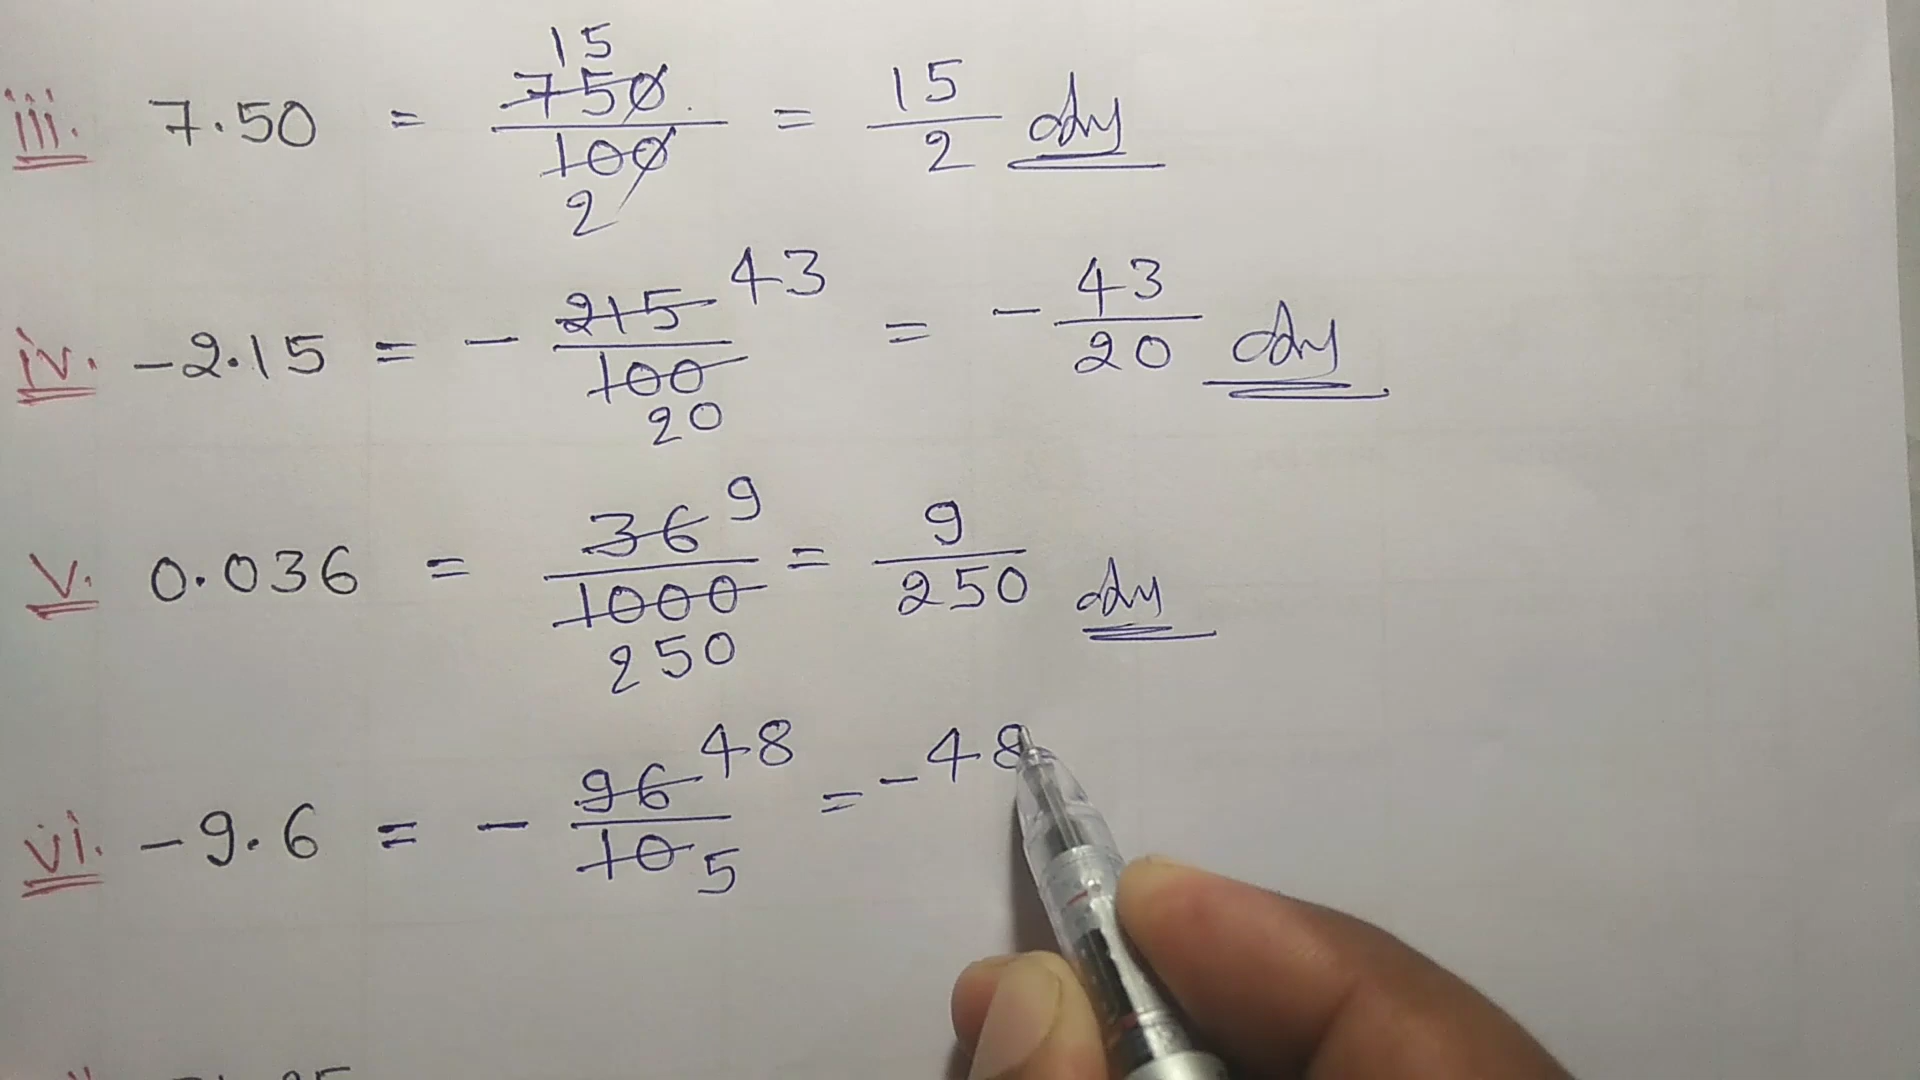 iii. 7.50 = 750/100 15 2 = 15/2 Ans
iv. -2.15 = - 215/100 43 20 = - 43/20 Ans
v. 0.036 = 36/1000 9 250 = 9/250 Ans
vi. -9.6 = - 96/10 48 5 = - 48